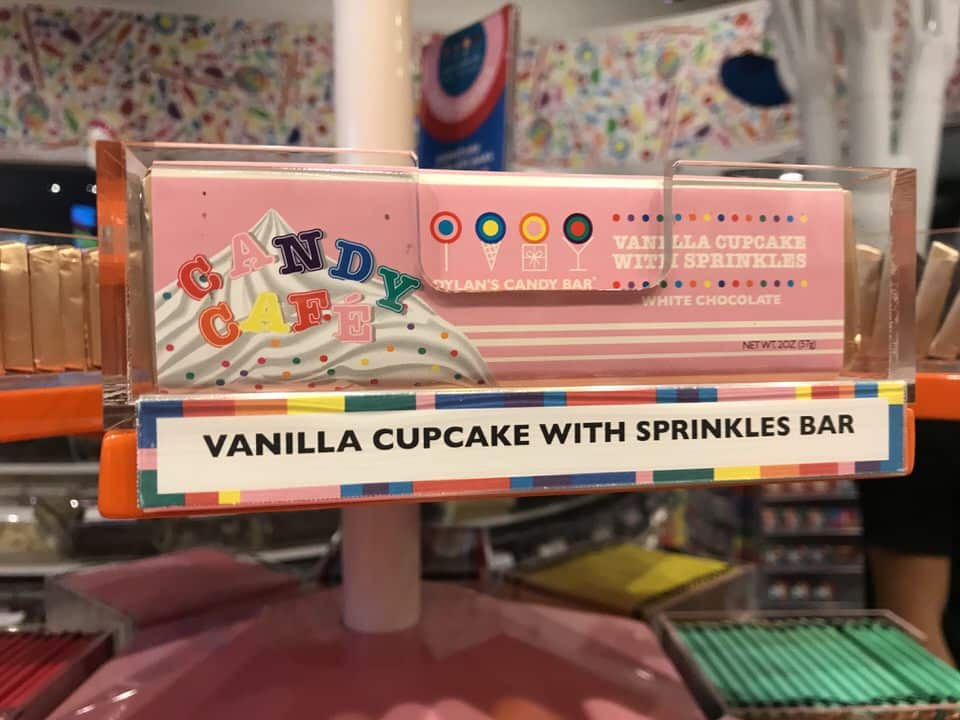 CANDY
CAFÉ
DYLAN'S CANDY BAR
VANILLA CUPCAKE
WITH SPRINKLES
WHITE CHOCOLATE
NET WT. 2OZ (57g)
VANILLA CUPCAKE WITH SPRINKLES BAR